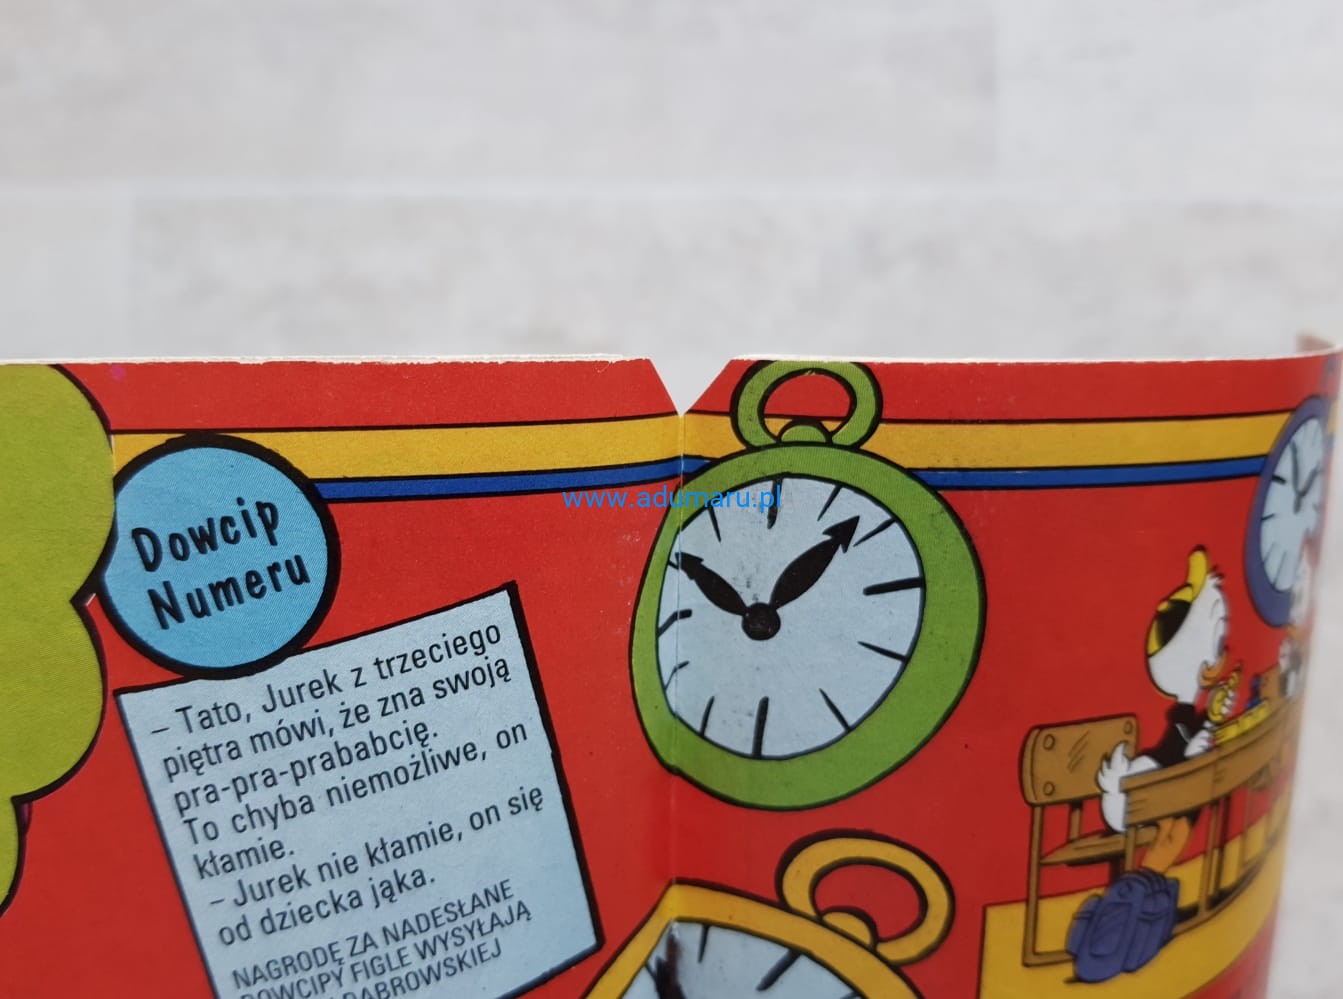 www.adumaru.pl
Dowcip
Numeru
– Tato, Jurek z trzeciego
piętra mówi, że zna swoją
pra-pra-prababcię.
To chyba niemożliwe, on
kłamie.
– Jurek nie kłamie, on się
od dziecka jąka.
NAGRODĘ ZA NADESŁANE
DOWCIPY FIGLE WYSYŁAJĄ
DĄBROWSKIEJ